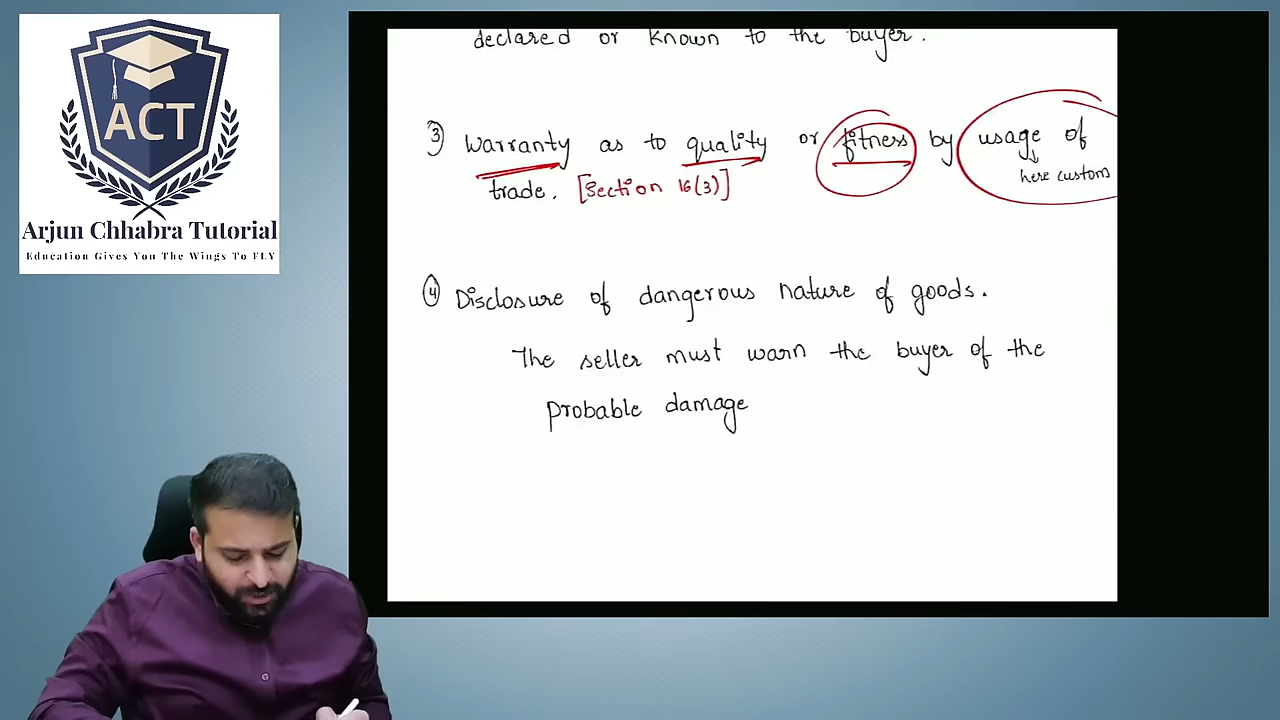 ACT
Arjun Chhabra Tutorial
Education Gives You The Wings To FLY
declared or known to the buyer.
3) Warranty as to quality or fitness by usage of
here custom
trade. [Section 16(3)]
4) Disclosure of dangerous nature of goods.
The seller must warn the buyer of the
probable damage